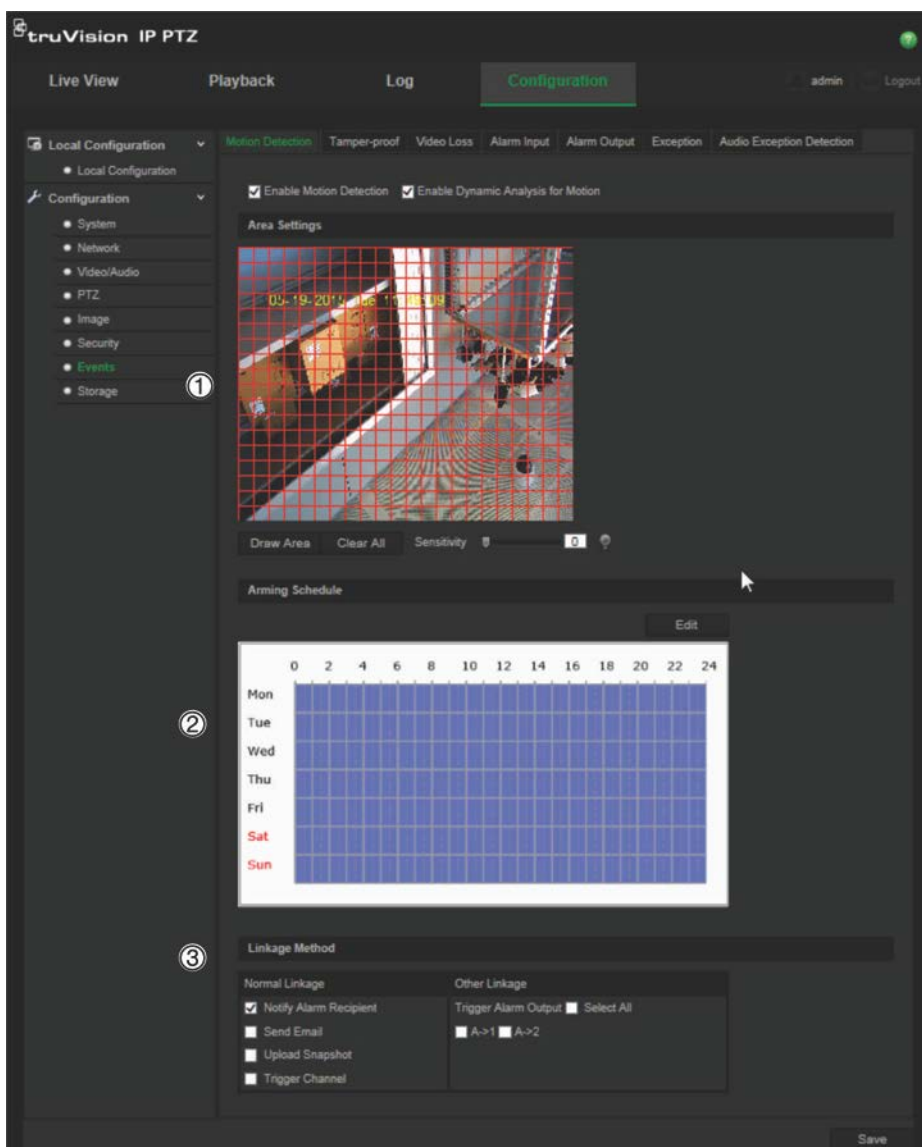 truVision IP PTZ
?
Live View Playback Log Configuration admin Logout
Local Configuration
Local Configuration
Configuration
System
Network
Video/Audio
PTZ
Image
Security
Events
Storage
①
②
③
Motion Detection Tamper-proof Video Loss Alarm Input Alarm Output Exception Audio Exception Detection
Enable Motion Detection Enable Dynamic Analysis for Motion
Area Settings
05-19-2015 Tue 11
Draw Area Clear All Sensitivity 0
Arming Schedule
Edit
0 2 4 6 8 10 12 14 16 18 20 22 24
Mon
Tue
Wed
Thu
Fri
Sat
Sun
Linkage Method
Normal Linkage Other Linkage
Notify Alarm Recipient Trigger Alarm Output Select All
Send Email A->1 A->2
Upload Snapshot
Trigger Channel
Save